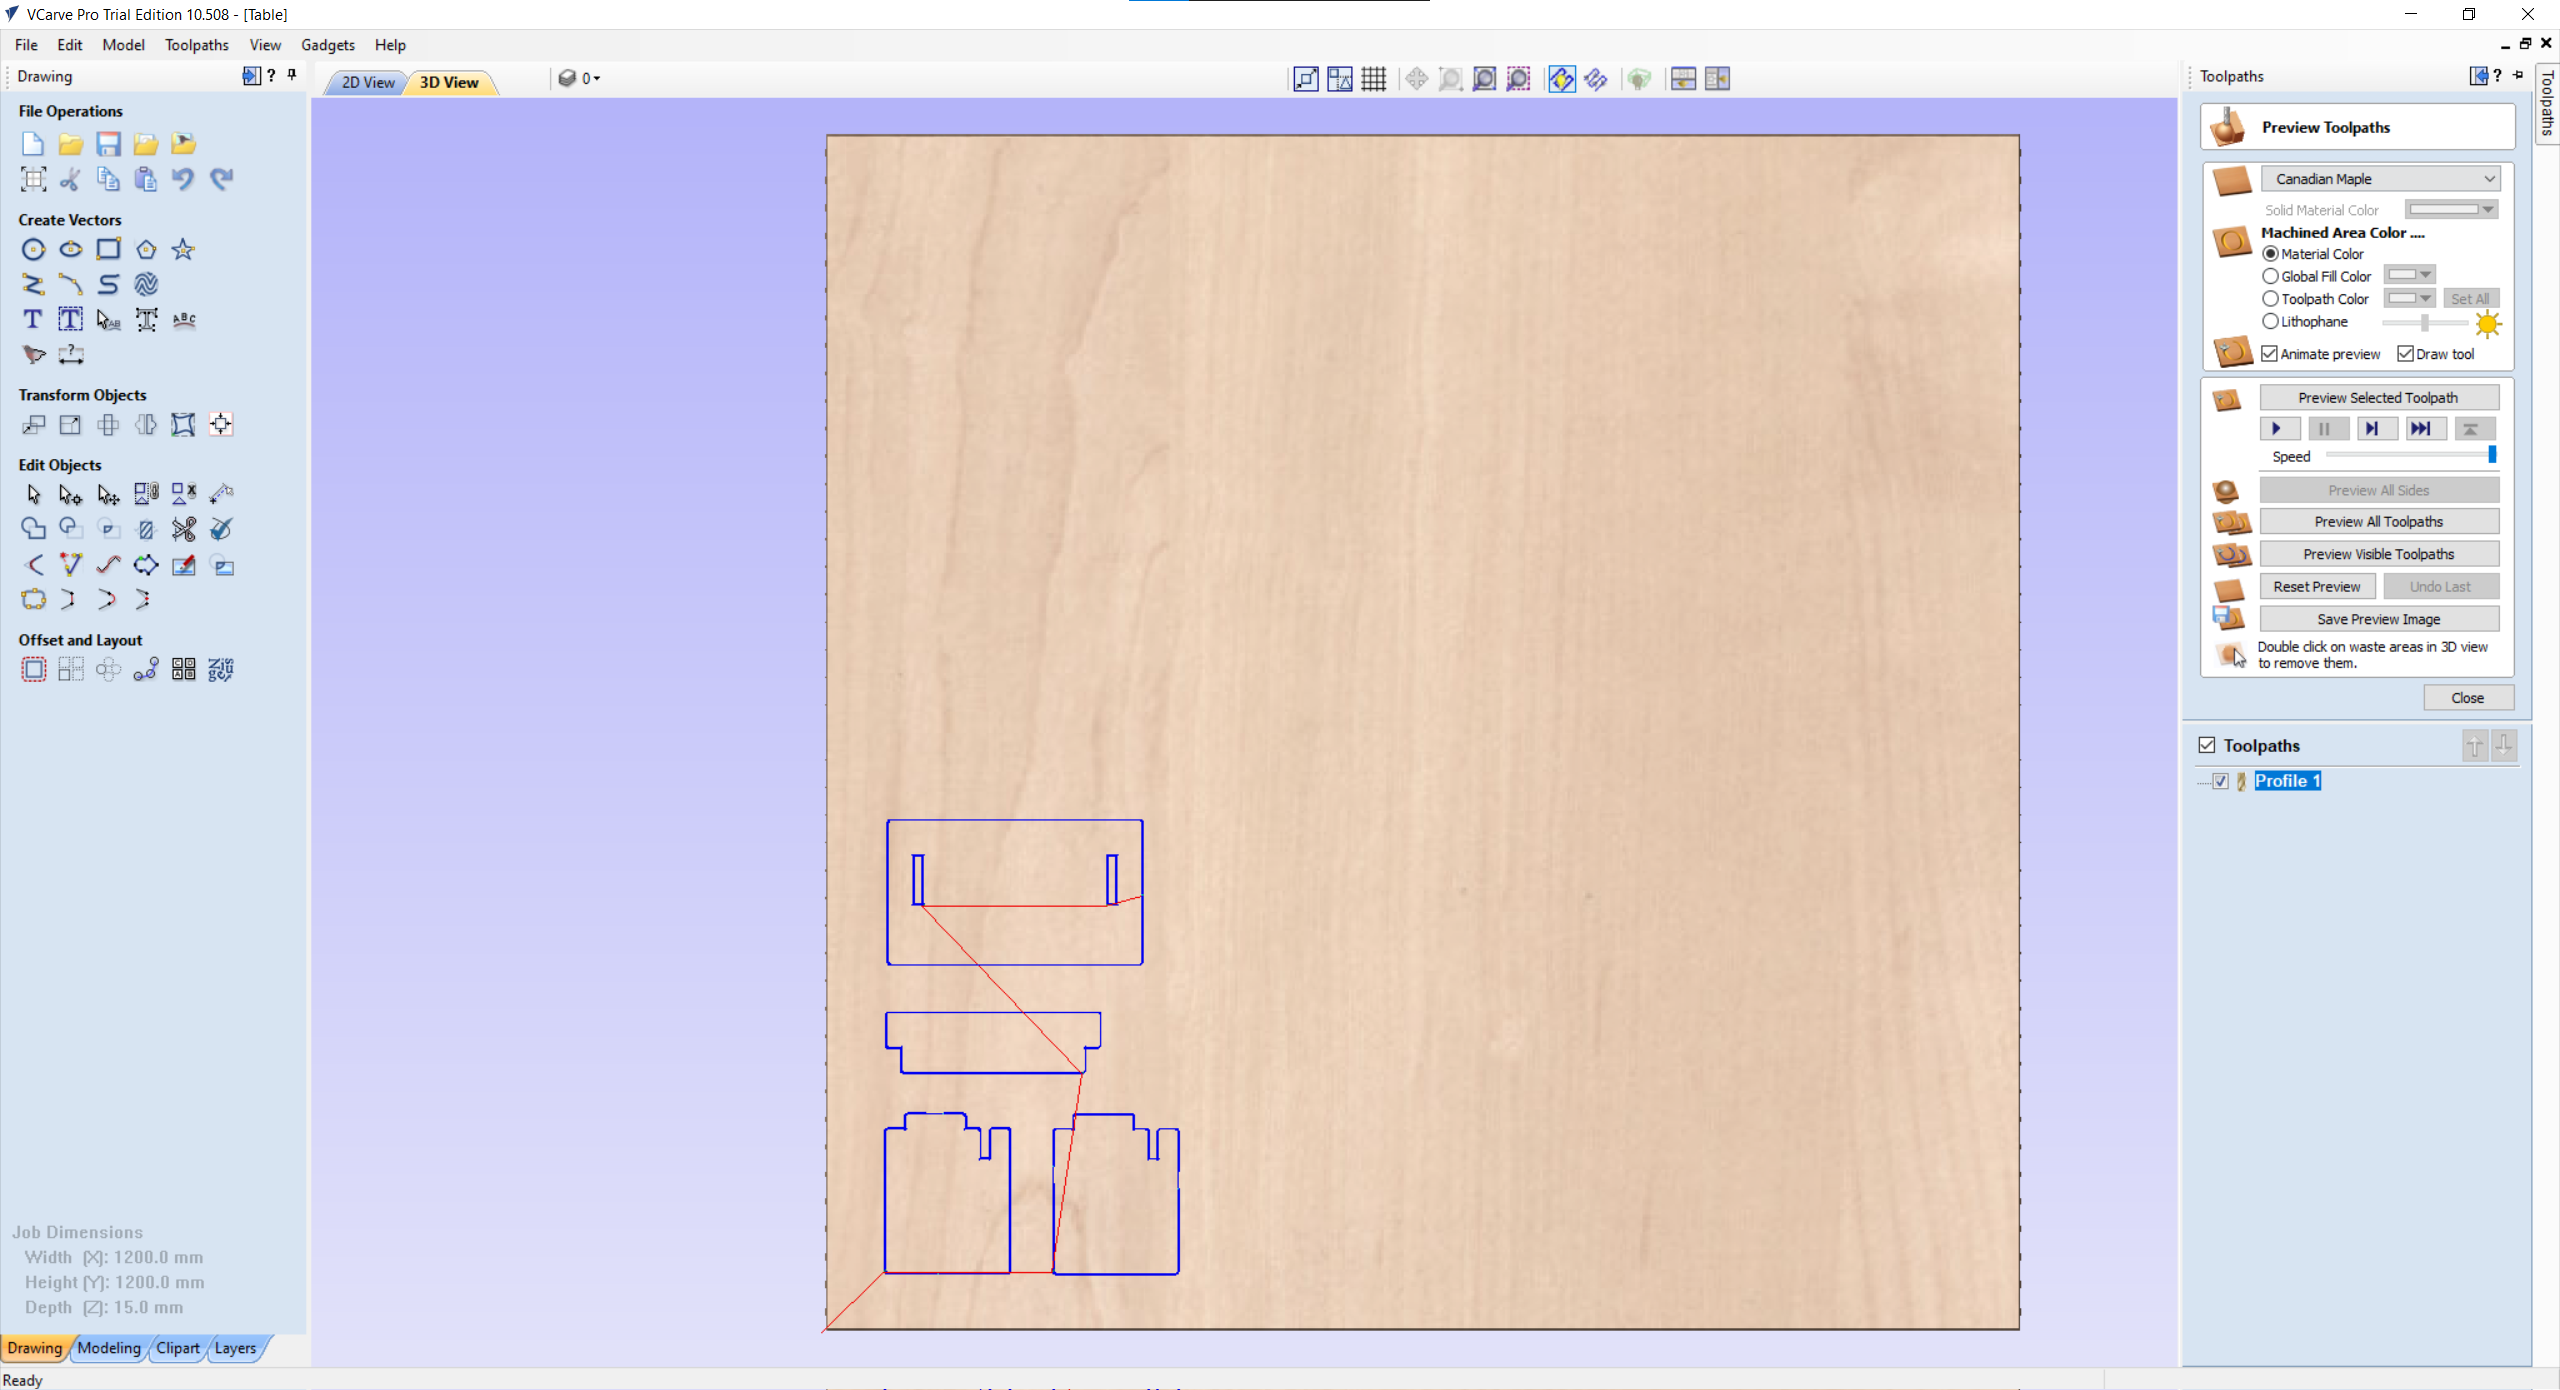 VCarve Pro Trial Edition 10.508 - [Table]
File Edit Model Toolpaths View Gadgets Help
Drawing
?
File Operations
Create Vectors
Transform Objects
Edit Objects
Offset and Layout
Job Dimensions
Width (X): 1200.0 mm
Height (Y): 1200.0 mm
Depth (Z): 15.0 mm
Drawing Modeling Clipart Layers
Ready
2D View 3D View
0
Toolpaths
?
Toolpaths
Preview Toolpaths
Canadian Maple
Solid Material Color
Machined Area Color ....
Material Color
Global Fill Color
Toolpath Color Set All
Lithophane
Animate preview Draw tool
Preview Selected Toolpath
Speed
Preview All Sides
Preview All Toolpaths
Preview Visible Toolpaths
Reset Preview Undo Last
Save Preview Image
Double click on waste areas in 3D view
to remove them.
Close
Toolpaths
Profile 1